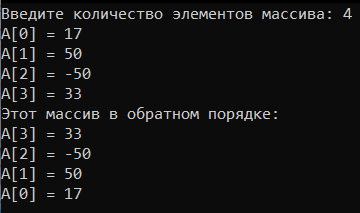 Введите количество элементов массива: 4
A[0] = 17
A[1] = 50
A[2] = -50
A[3] = 33
Этот массив в обратном порядке:
A[3] = 33
A[2] = -50
A[1] = 50
A[0] = 17